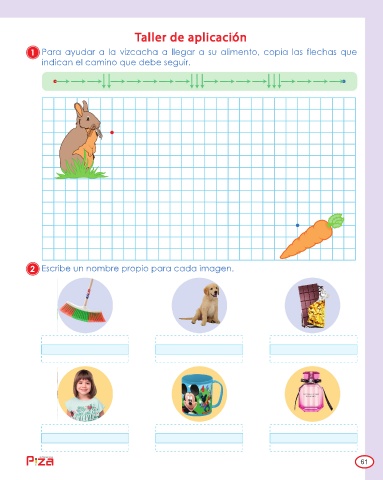 Taller de aplicación
1 Para ayudar a la vizcacha a llegar a su alimento, copia las flechas que
indican el camino que debe seguir.
2 Escribe un nombre propio para cada imagen.
Piza
61